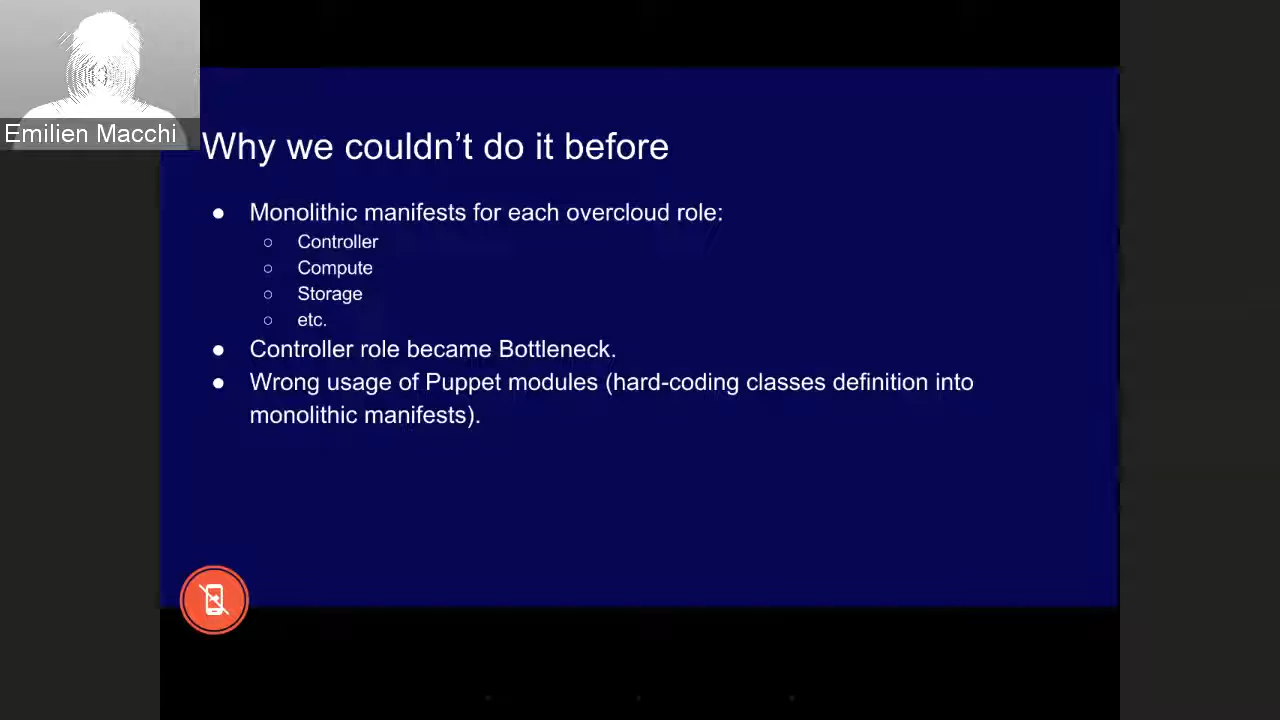 Emilien Macchi
Why we couldn’t do it before
● Monolithic manifests for each overcloud role:
○ Controller
○ Compute
○ Storage
○ etc.
● Controller role became Bottleneck.
● Wrong usage of Puppet modules (hard-coding classes definition into
monolithic manifests).